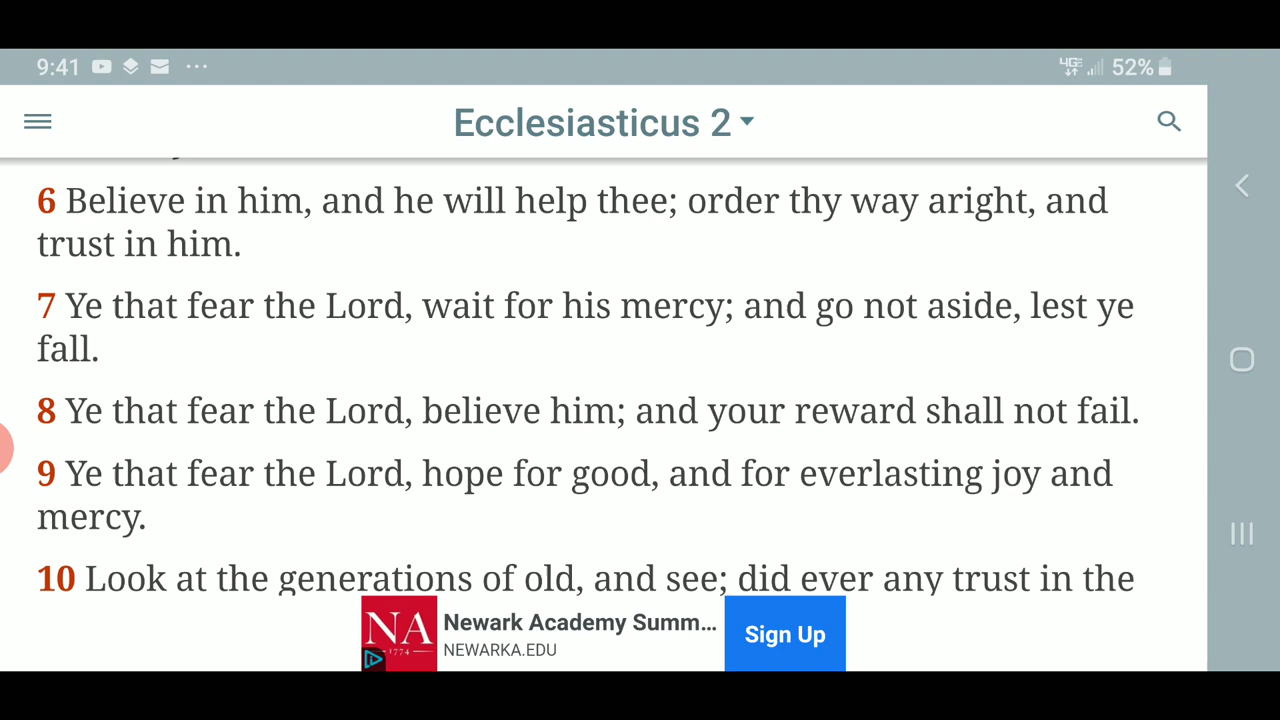 9:41 ... 4GE 52%
Ecclesiasticus 2
6 Believe in him, and he will help thee; order thy way aright, and
trust in him.
7 Ye that fear the Lord, wait for his mercy; and go not aside, lest ye
fall.
8 Ye that fear the Lord, believe him; and your reward shall not fail.
9 Ye that fear the Lord, hope for good, and for everlasting joy and
mercy.
10 Look at the generations of old, and see; did ever any trust in the
NA
1774
Newark Academy Summ...
NEWARKA.EDU
Sign Up